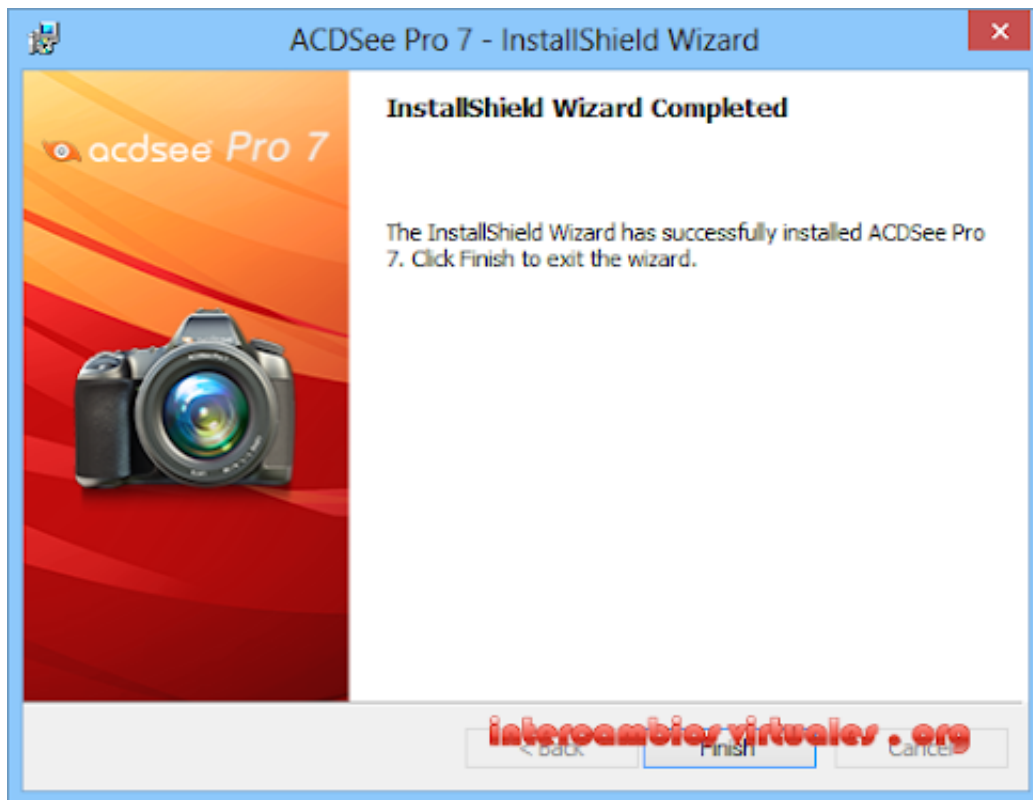 ACDSee Pro 7 - InstallShield Wizard
acdsee Pro 7
InstallShield Wizard Completed
The InstallShield Wizard has successfully installed ACDSee Pro
7. Click Finish to exit the wizard.
intercambios virtuales . org
< Back Finish Cancel